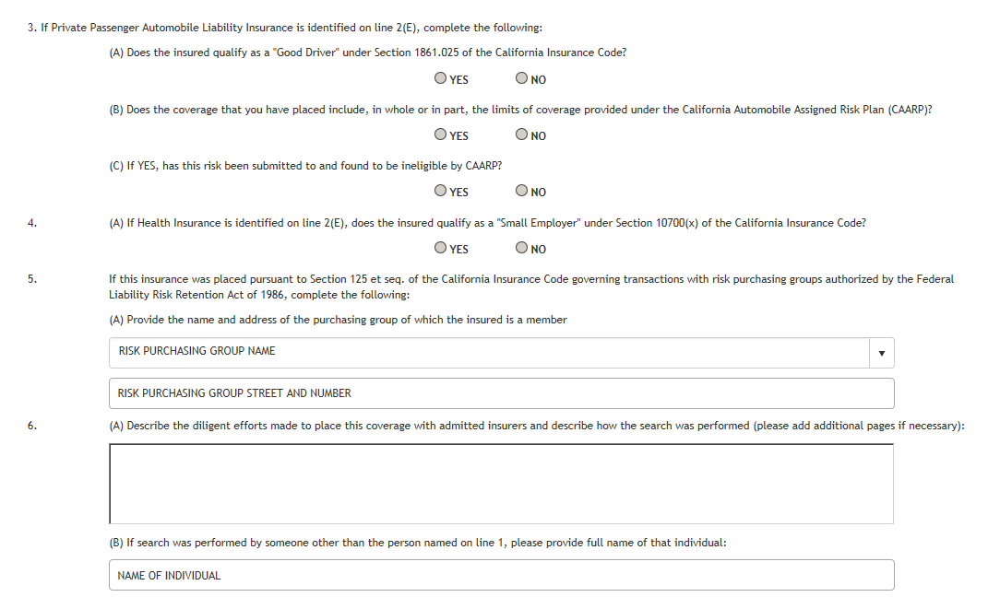 3. If Private Passenger Automobile Liability Insurance is identified on line 2(E), complete the following:
(A) Does the insured qualify as a "Good Driver" under Section 1861.025 of the California Insurance Code?
YES NO
(B) Does the coverage that you have placed include, in whole or in part, the limits of coverage provided under the California Automobile Assigned Risk Plan (CAARP)?
YES NO
(C) If YES, has this risk been submitted to and found to be ineligible by CAARP?
YES NO
4. (A) If Health Insurance is identified on line 2(E), does the insured qualify as a "Small Employer" under Section 10700(x) of the California Insurance Code?
YES NO
5. If this insurance was placed pursuant to Section 125 et seq. of the California Insurance Code governing transactions with risk purchasing groups authorized by the Federal
Liability Risk Retention Act of 1986, complete the following:
(A) Provide the name and address of the purchasing group of which the insured is a member
RISK PURCHASING GROUP NAME
RISK PURCHASING GROUP STREET AND NUMBER
6. (A) Describe the diligent efforts made to place this coverage with admitted insurers and describe how the search was performed (please add additional pages if necessary):
(B) If search was performed by someone other than the person named on line 1, please provide full name of that individual:
NAME OF INDIVIDUAL